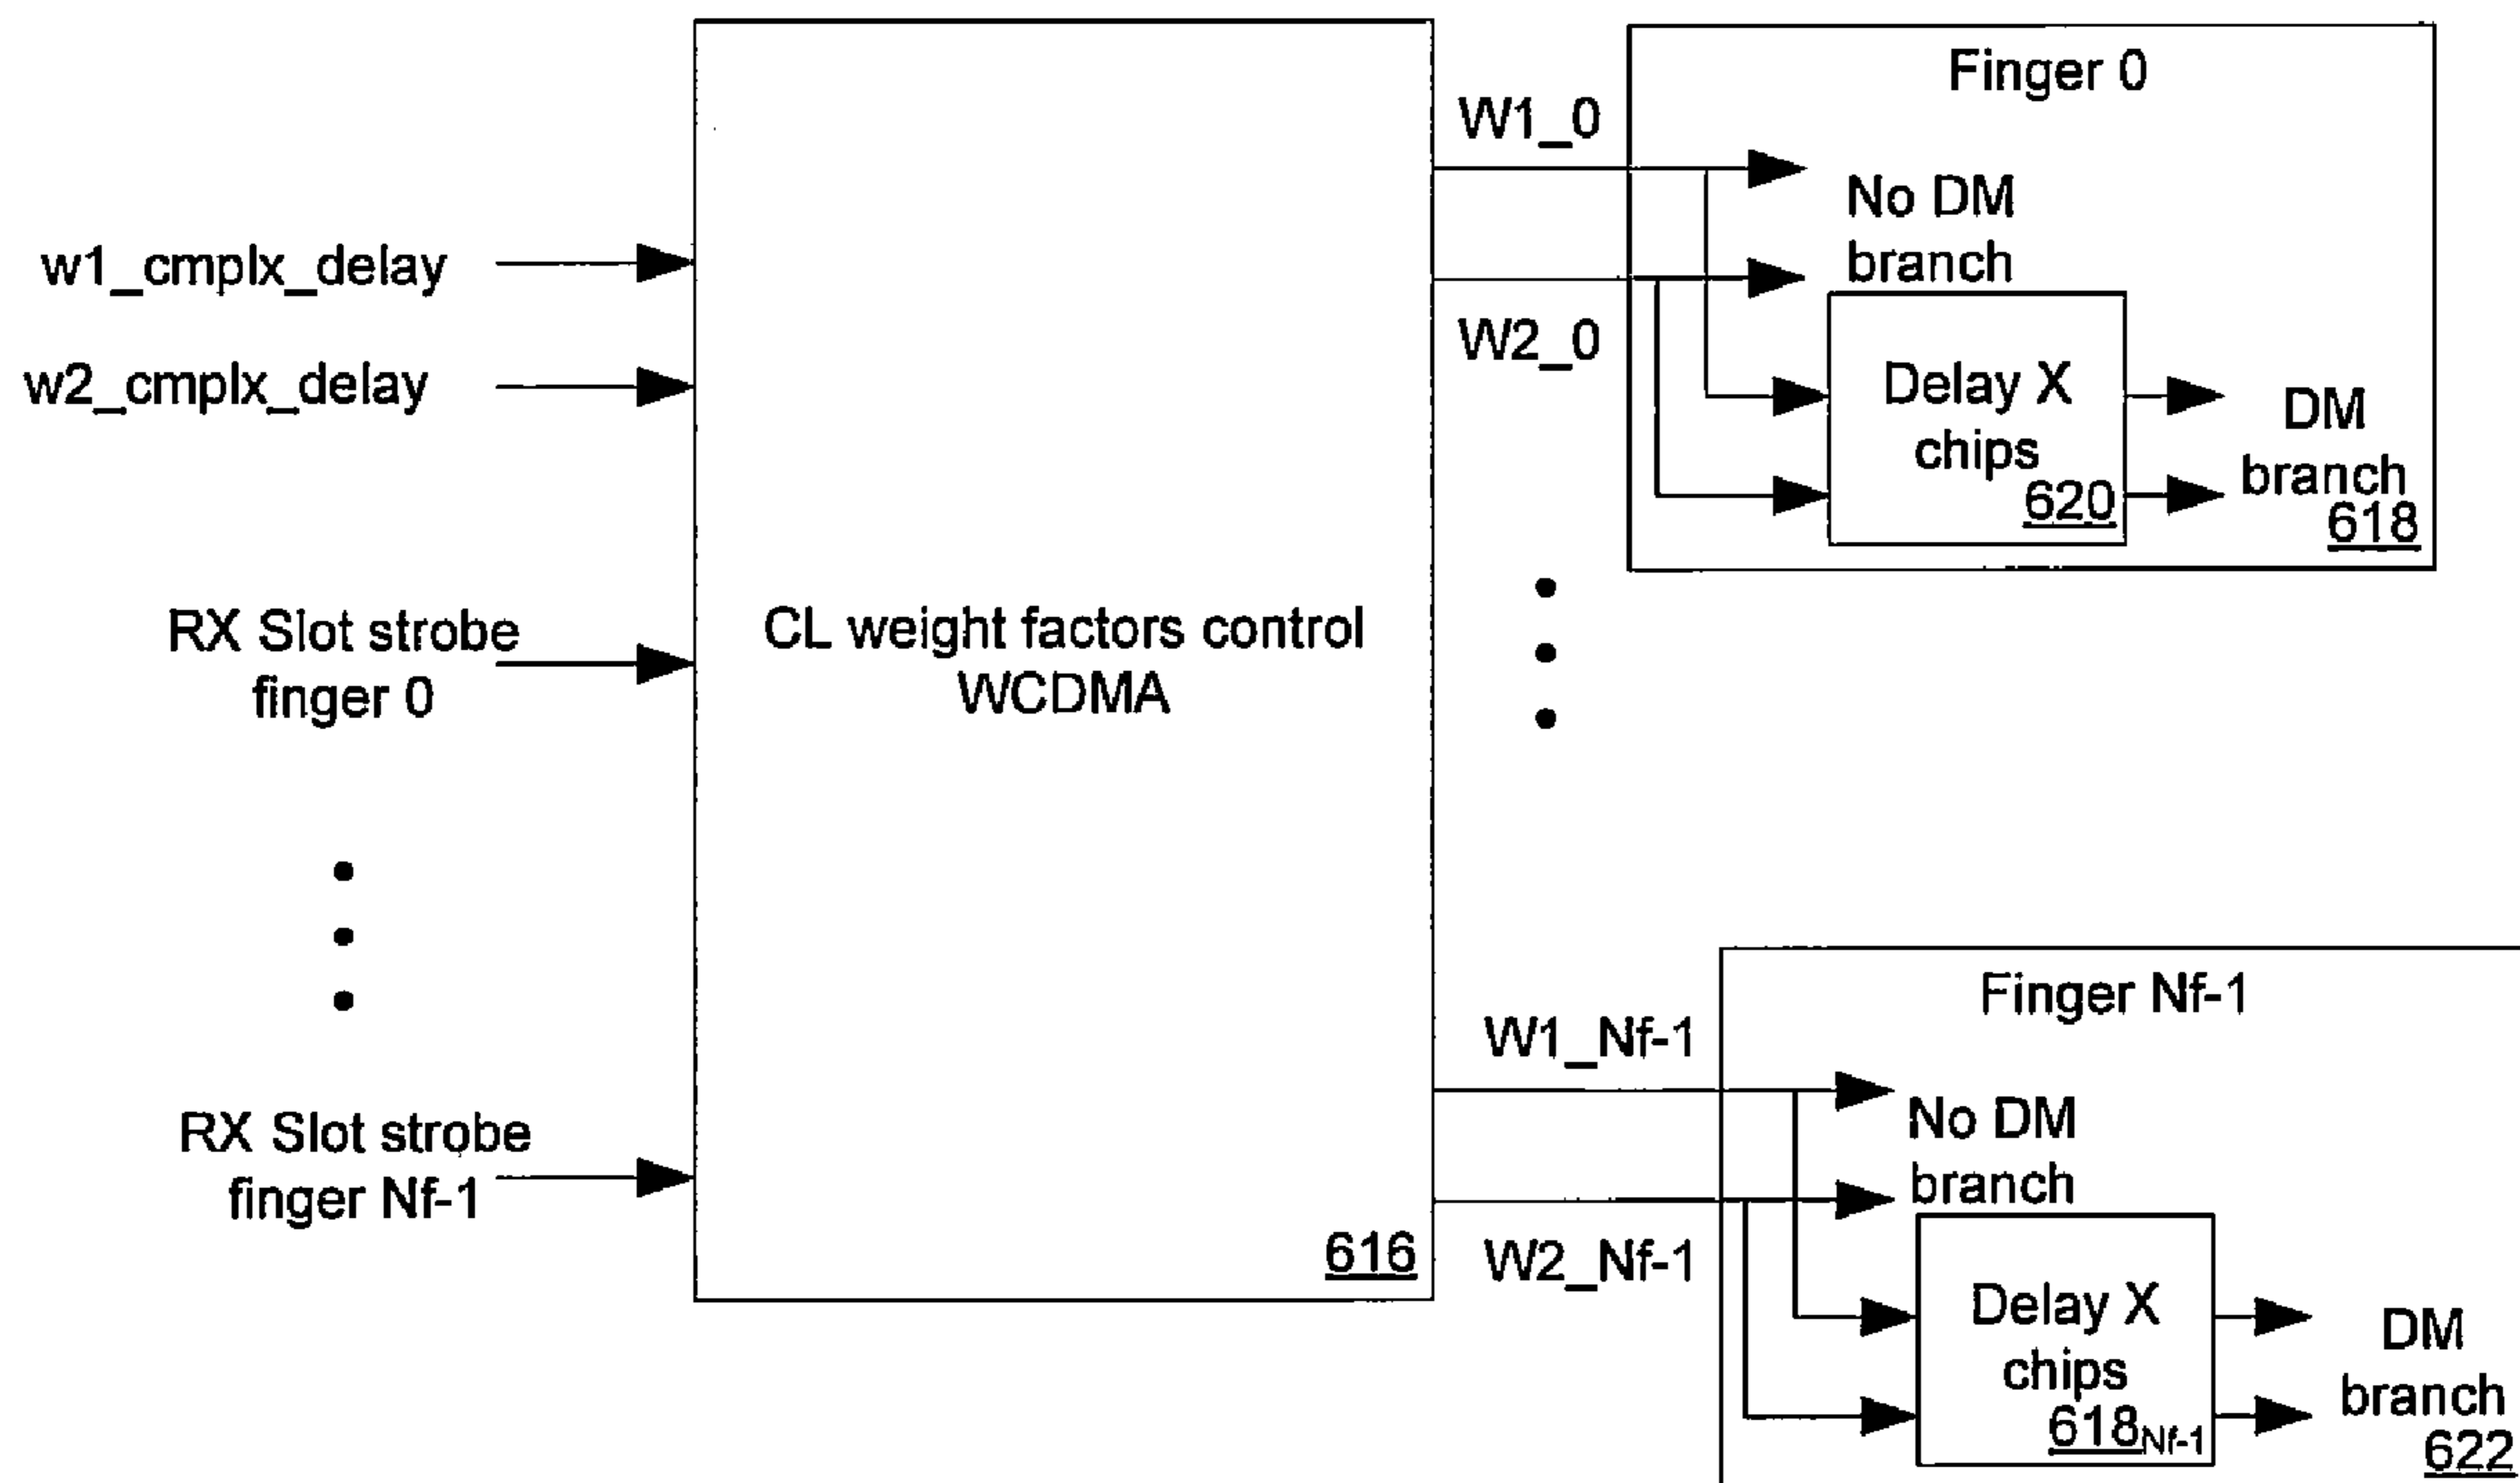 Finger 0
W1_0
No DM
branch
W2_0
Delay X
chips
620
DM
branch
618
w1_cmplx_delay
w2_cmplx_delay
RX Slot strobe
finger 0
CL weight factors control
WCDMA
616
RX Slot strobe
finger Nf-1
Finger Nf-1
W1_Nf-1
No DM
branch
W2_Nf-1
Delay X
chips
618Nf-1
DM
branch
622